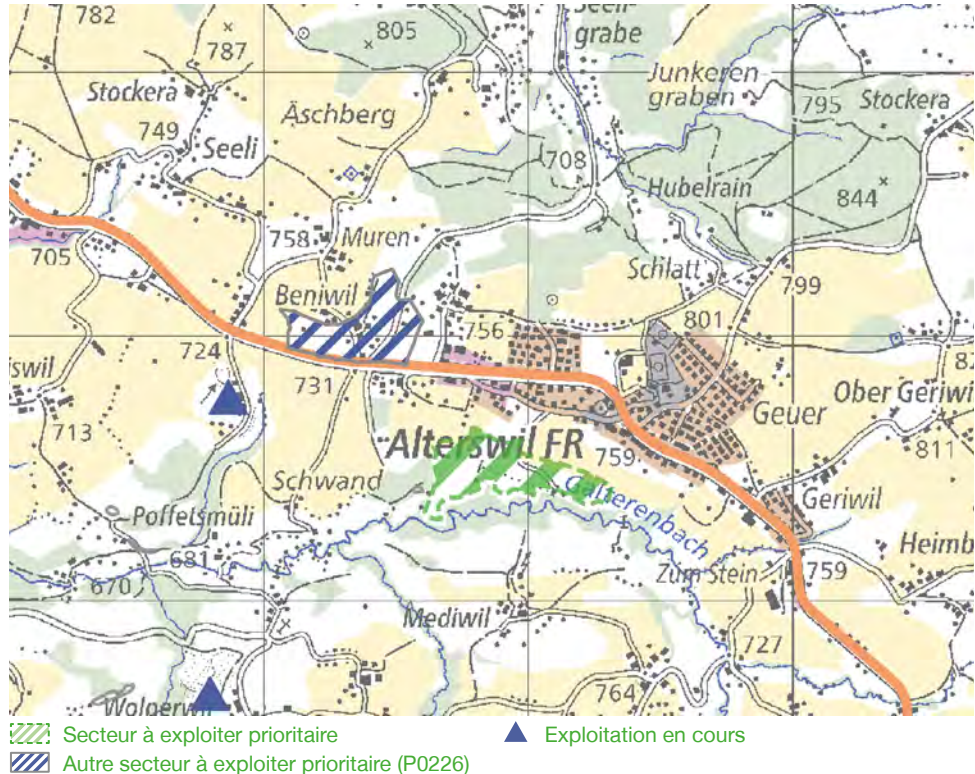 782
787
805
Seeli-
grabe
Junkeren-
graben
795
Stockera
Stockera
749
Äschberg
Seeli
708
Hubelrain
844
705
758
Muren
Schlatt
799
Beniwil
756
801
724
731
swil
713
Alterswil FR
759
Geuer
Ober Geriwil
811
Schwand
Galterenbach
Geriwil
Poffetsmüli
681
670
Zum Stein
759
Heimb
Mediwil
727
764
Wolperwil
Secteur à exploiter prioritaire
Exploitation en cours
Autre secteur à exploiter prioritaire (P0226)